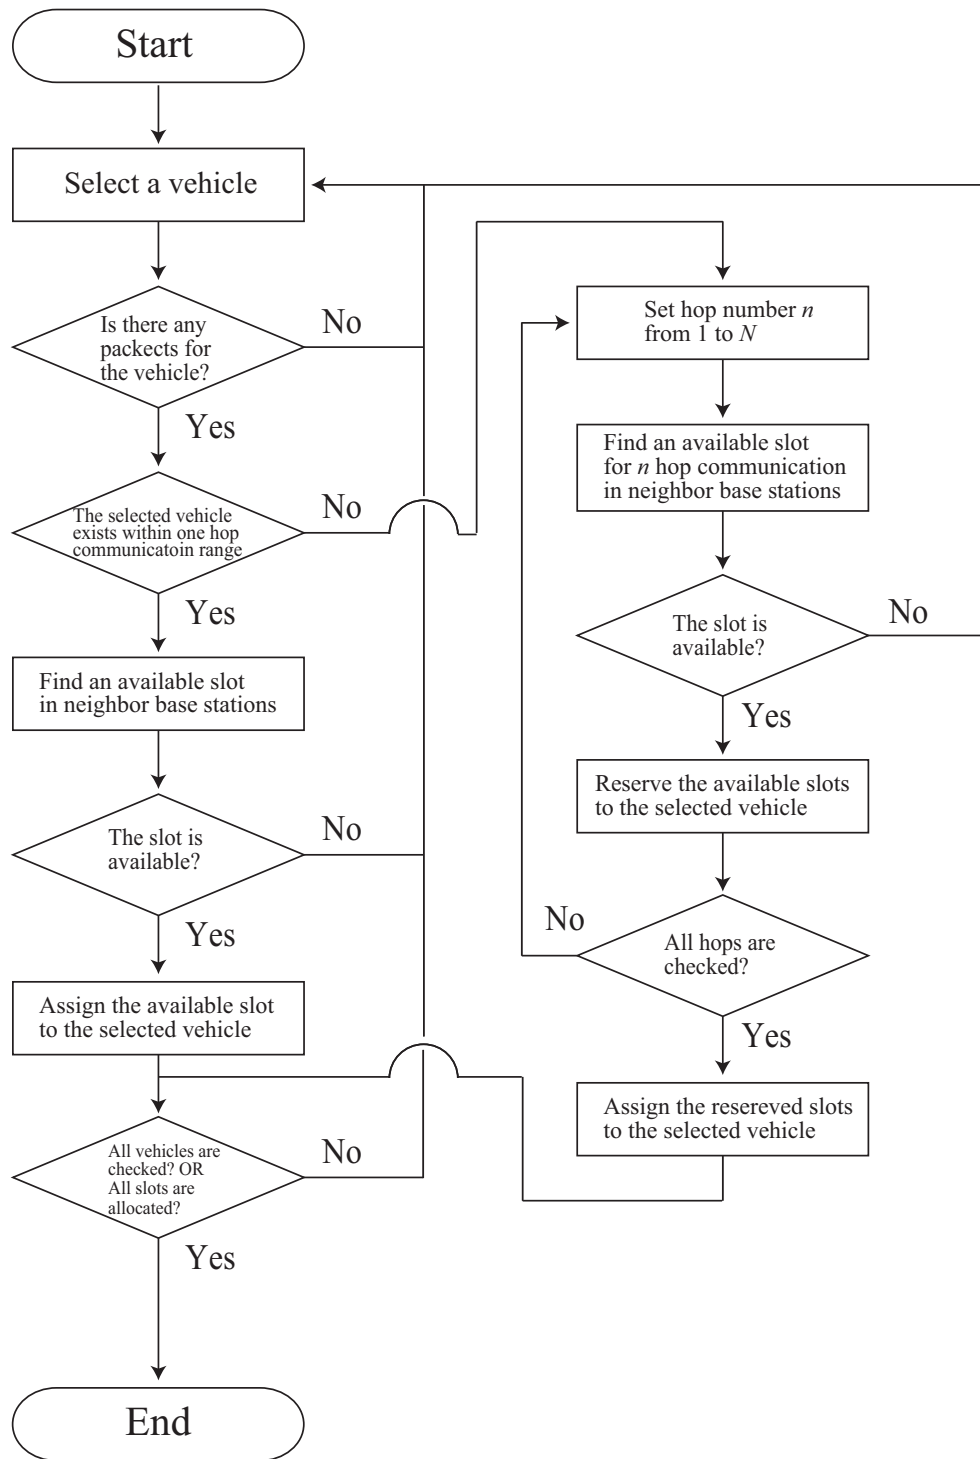 Start
Select a vehicle
Is there any
packects for
the vehicle?
No
Yes
The selected vehicle
exists within one hop
communicatoin range
No
Yes
Find an available slot
in neighbor base stations
The slot is
available?
No
Yes
Assign the available slot
to the selected vehicle
All vehicles are
checked? OR
All slots are
allocated?
No
Yes
End
Set hop number n
from 1 to N
Find an available slot
for n hop communication
in neighbor base stations
The slot is
available?
No
Yes
Reserve the available slots
to the selected vehicle
All hops are
checked?
No
Yes
Assign the resereved slots
to the selected vehicle